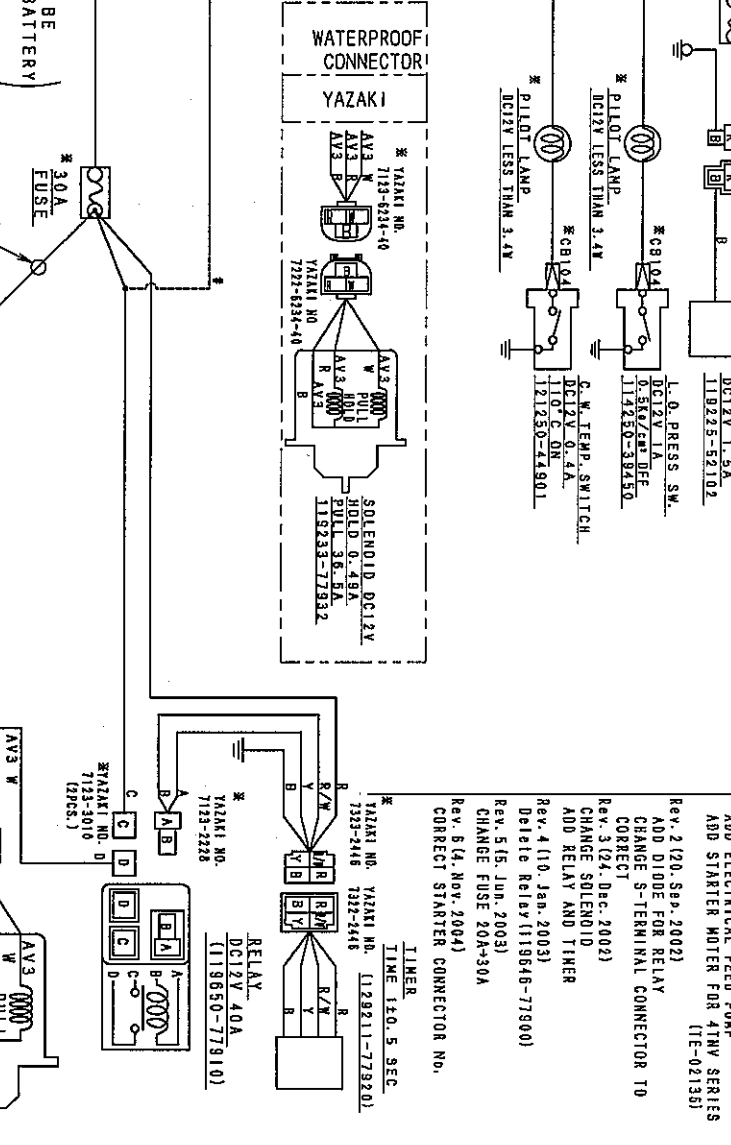 BE
BATTERY
WATERPROOF
CONNECTOR
YAZAKI
AV3 W
AV3 R
AV3 B
※ YAZAKI NO.
7123-6234-40
R W
B
B
R W
YAZAKI NO
7222-6234-40
AV3
W
AV3
R
AV3
B
PULL
HOLD
SOLENOID DC12V
HOLD 0.49A
PULL 36.5A
119233-77932
※ PILOT LAMP
DC12V LESS THAN 3.4W
※ PILOT LAMP
DC12V LESS THAN 3.4W
※CB104
※CB104
B
B
B
DC12V 1.5A
119225-52102
L.O. PRESS SW.
DC12V 1A
0.5Kg/cm² DFF
114250-39450
C.W. TEMP. SWITCH
DC12V 0.4A
110°C ON
121250-44901
※ 30A
FUSE
※
ADD STARTER MOTER FOR 4TNV SERIES
(TE-02136)
Rev.2 (20. Sep. 2002)
ADD DIODE FOR RELAY
CHANGE S-TERMINAL CONNECTOR TO
CORRECT
Rev.3 (24. Dec. 2002)
CHANGE SOLENOID
ADD RELAY AND TIMER
Rev.4 (10. Jan. 2003)
Delete Relay (119646-77900)
Rev.5 (5. Jun. 2003)
CHANGE FUSE 20A→30A
Rev.6 (4. Nov. 2004)
CORRECT STARTER CONNECTOR No.
R
R/W
Y
B
※
YAZAKI NO.
7323-2446
YAZAKI NO.
7322-2446
R/W R
Y B
R R/W
B Y
R
R/W
Y
B
TIMER
TIME 1±0.5 SEC
(129211-77920)
A
B
A B
※
YAZAKI NO.
7123-2228
C
C
※YAZAKI NO.
7123-3010
(2PCS.)
D
D
AV3 W
D C
B A
A
B
C
D
RELAY
DC12V 40A
(119650-77910)
AV3
W
PULL